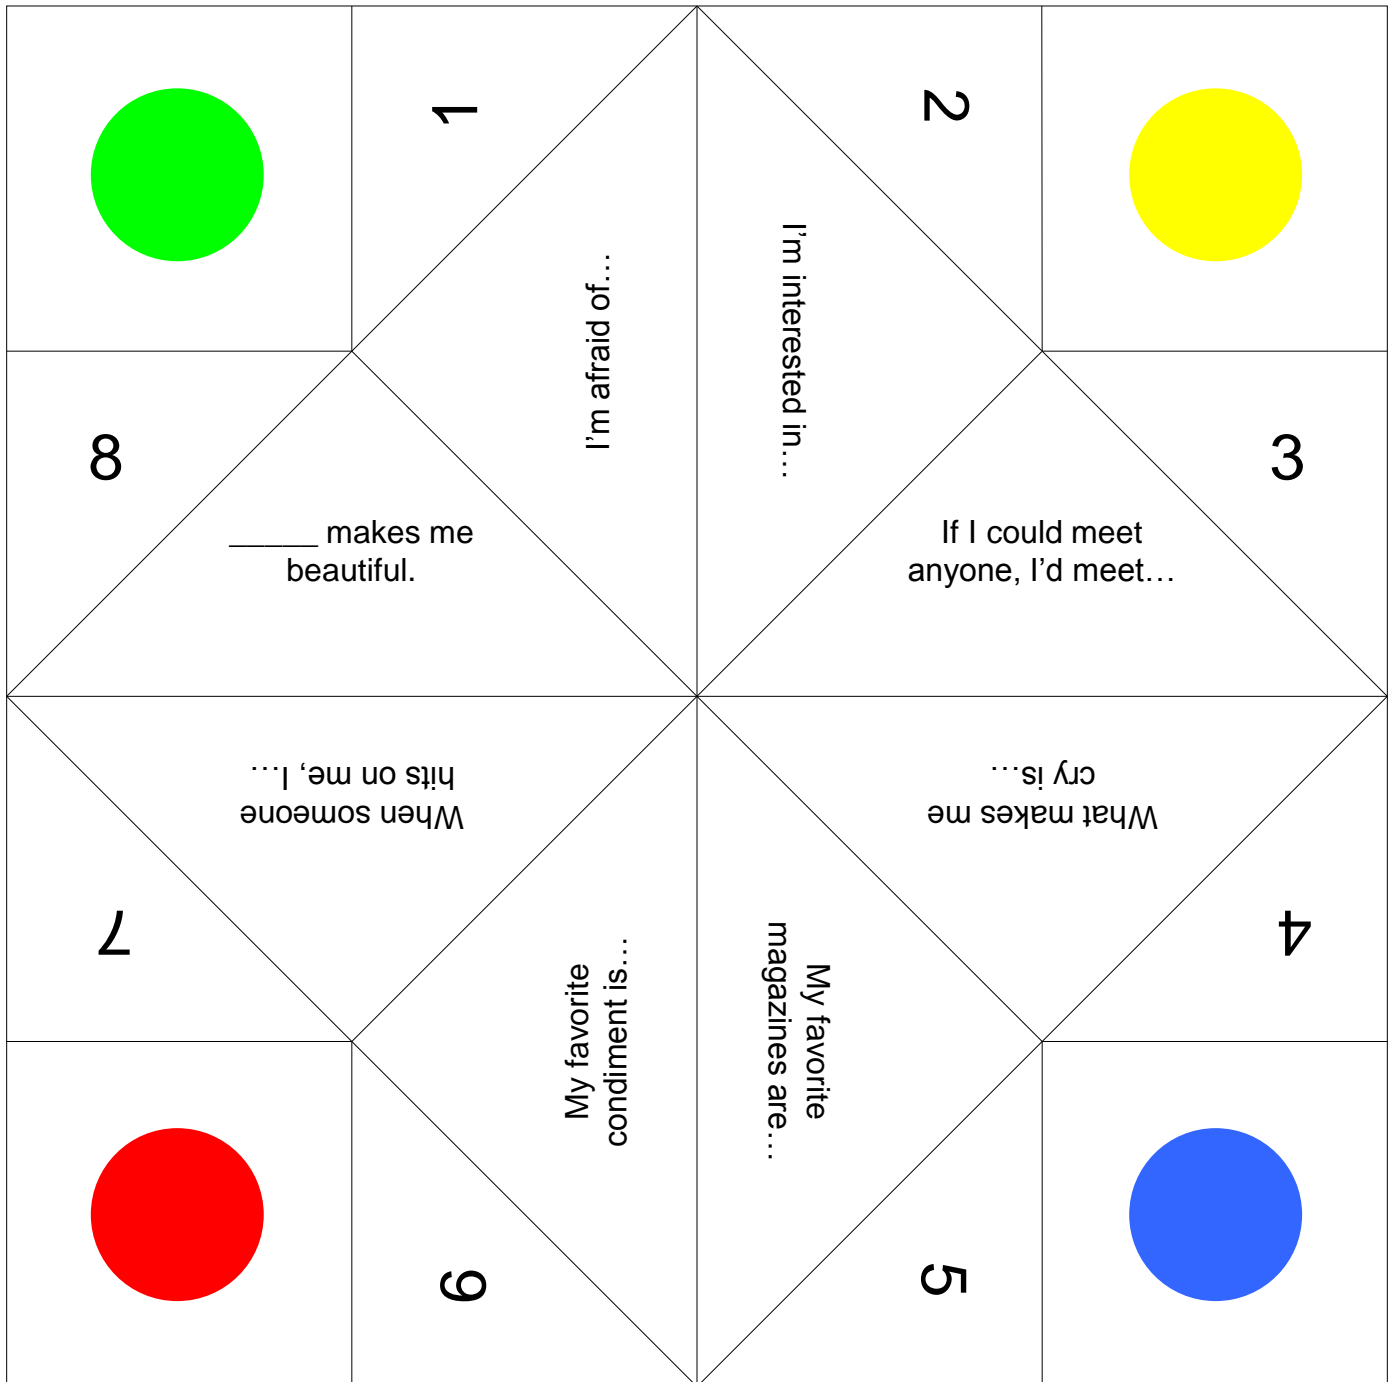 1
2
I'm afraid of…
I'm interested in…
8
3
_____ makes me
beautiful.
If I could meet
anyone, I'd meet…
When someone
hits on me, I…
What makes me
cry is…
7
4
My favorite
condiment is…
My favorite
magazines are…
6
5